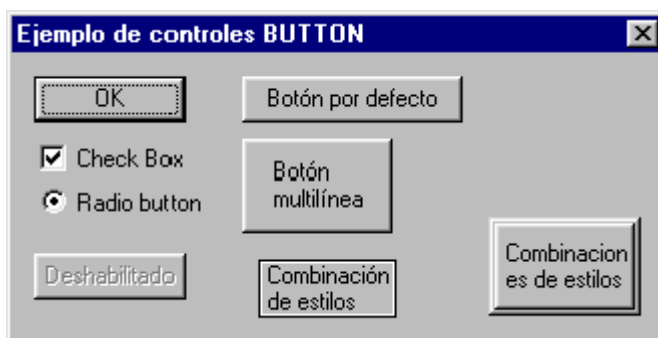 Ejemplo de controles BUTTON
OK
Botón por defecto
Check Box
Radio button
Botón
multilínea
Deshabilitado
Combinación
de estilos
Combinacion
es de estilos